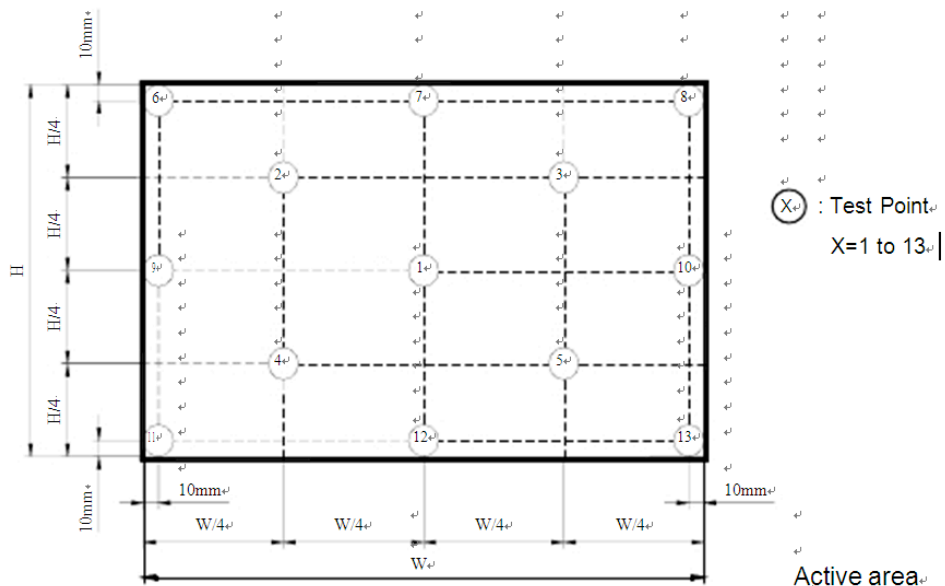 10mm
6 7 8
H/4
2 3
X : Test Point
H/4
X=1 to 13
H
9 1 10
H/4
4 5
H/4
11 12 13
10mm
10mm 10mm
W/4 W/4 W/4 W/4
W
Active area